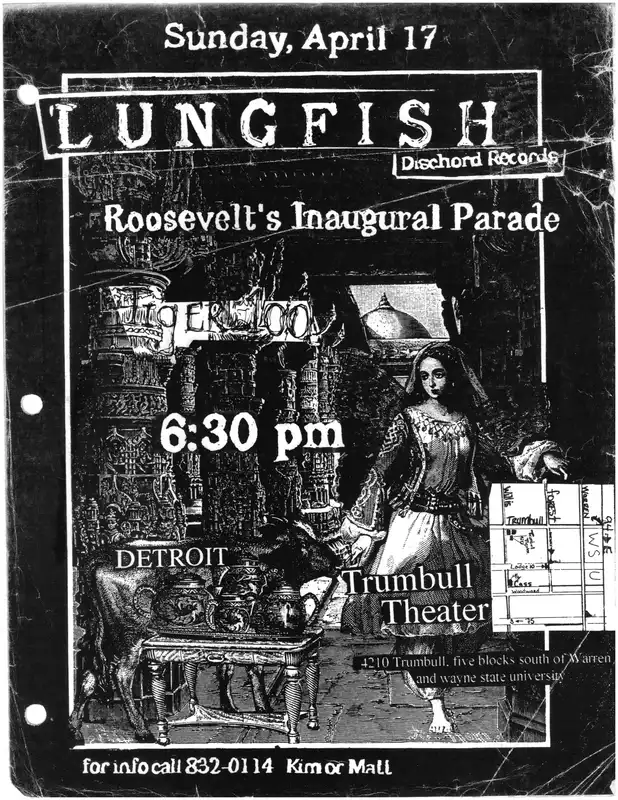 Sunday, April 17
LUNGFISH
Dischord Records
Roosevelt's Inaugural Parade
TIGER WOO
6:30 pm
DETROIT
Trumbull
Theater
Willis
Forest
Warren
94 & E
Trumbull
WSU
Lodge 10
Cass
Woodward
75
4210 Trumbull, five blocks south of Warren
and wayne state university
for info call 832-0114 Kim or Matt